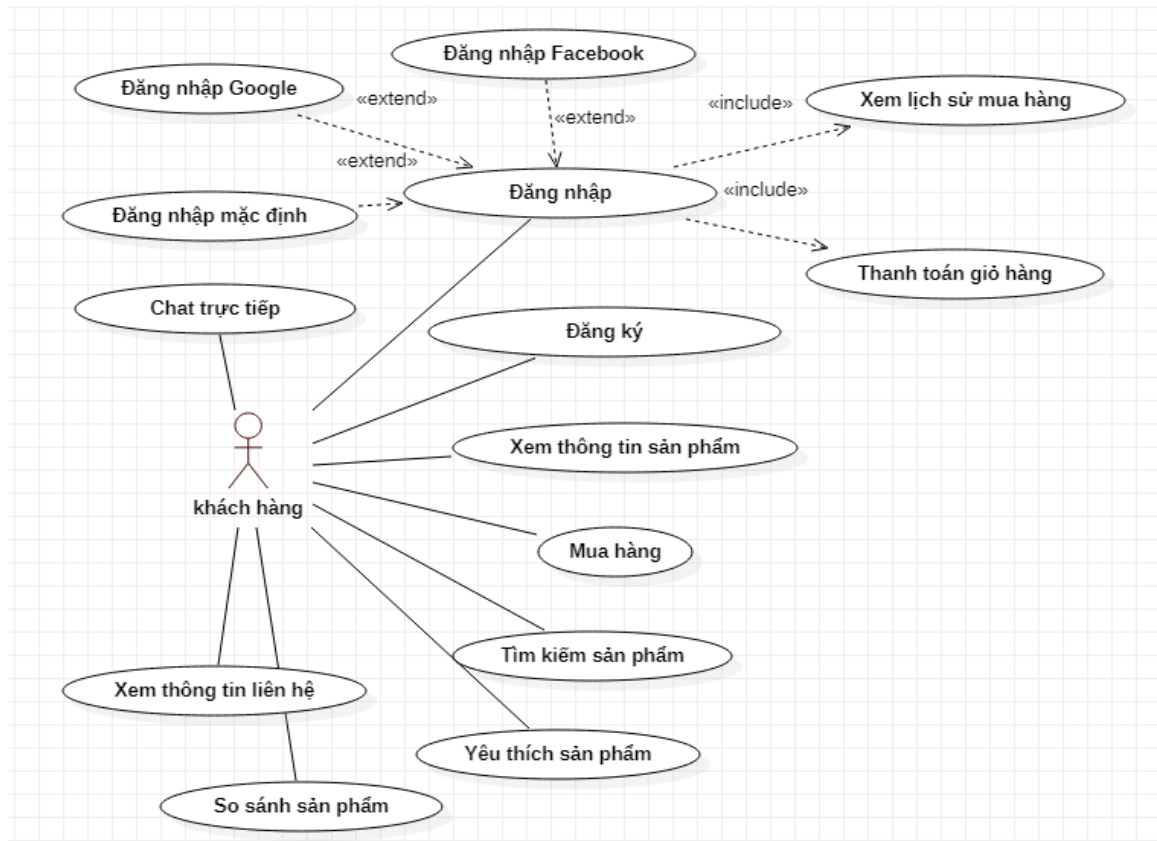 Đăng nhập Facebook
Đăng nhập Google
«extend»
«include»
Xem lịch sử mua hàng
«extend»
«extend»
Đăng nhập
«include»
Đăng nhập mặc định
Thanh toán giỏ hàng
Chat trực tiếp
Đăng ký
Xem thông tin sản phẩm
khách hàng
Mua hàng
Tìm kiếm sản phẩm
Xem thông tin liên hệ
Yêu thích sản phẩm
So sánh sản phẩm